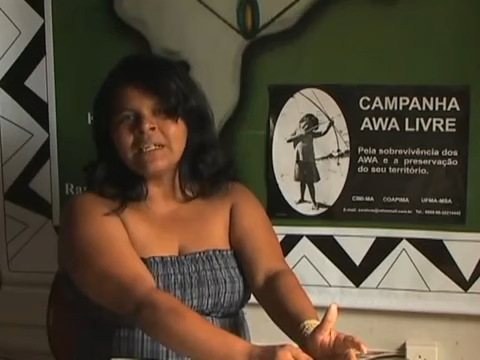 CAMPANHA
AWA LIVRE
Pela sobrevivência dos
AWA e a preservação
do seu território.
CIMI-MA COAPIMA UFMA-MSA